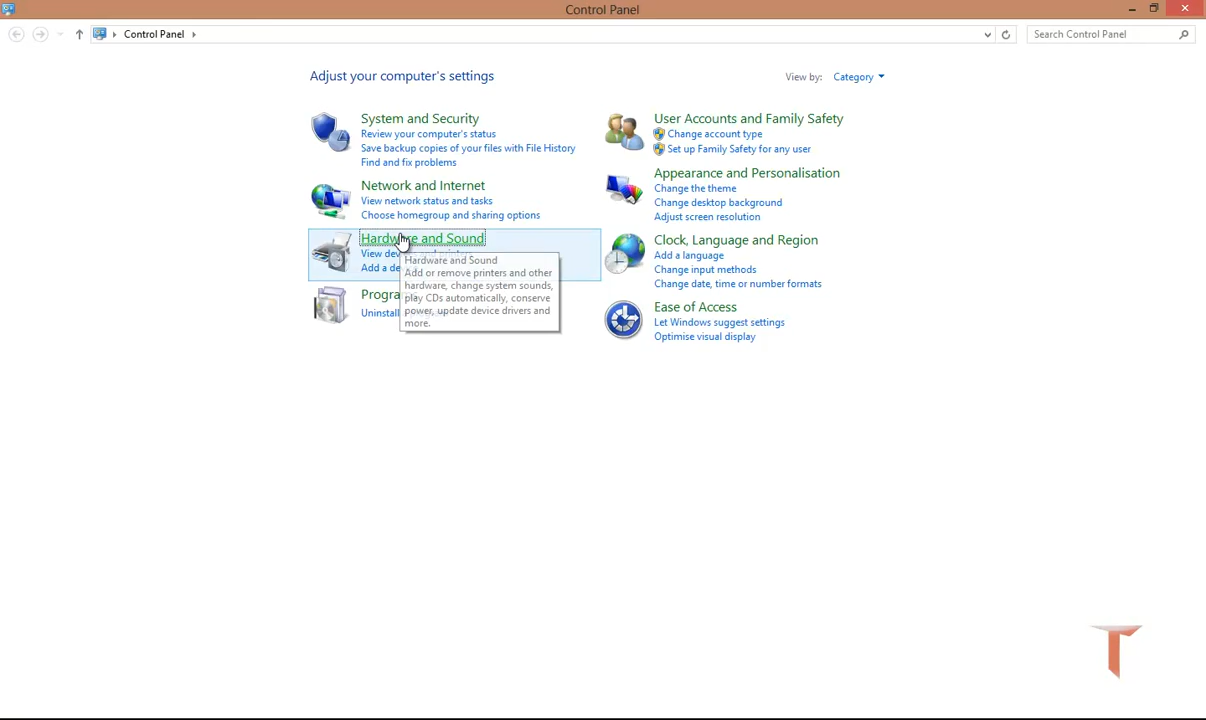 Control Panel
Control Panel
Search Control Panel
Adjust your computer's settings
View by: Category
System and Security
Review your computer's status
Save backup copies of your files with File History
Find and fix problems
Network and Internet
View network status and tasks
Choose homegroup and sharing options
Hardware and Sound
View
Add a
Hardware and Sound
Add or remove printers and other
hardware, change system sounds,
play CDs automatically, conserve
power, update device drivers and
more.
User Accounts and Family Safety
Change account type
Set up Family Safety for any user
Appearance and Personalisation
Change the theme
Change desktop background
Adjust screen resolution
Clock, Language and Region
Add a language
Change input methods
Change date, time or number formats
Ease of Access
Let Windows suggest settings
Optimise visual display